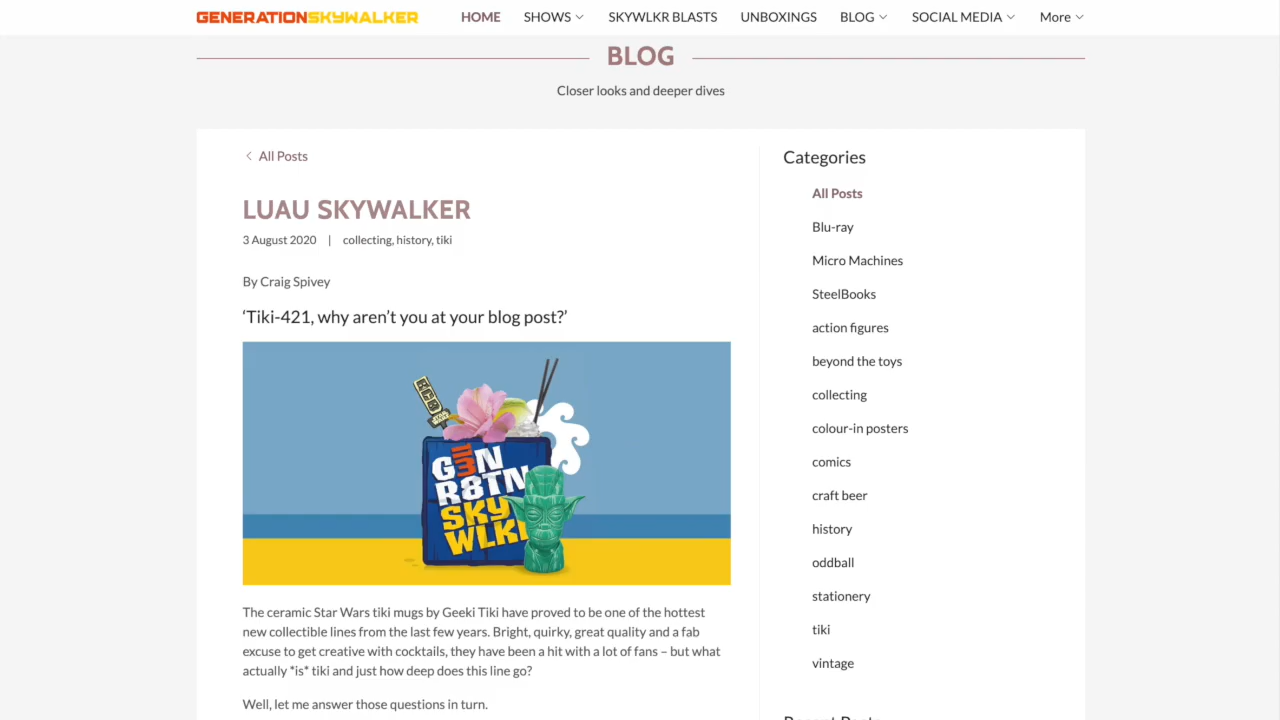 GENERATIONSKYWALKER
HOME
SHOWS
SKYWLKR BLASTS
UNBOXINGS
BLOG
SOCIAL MEDIA
More
BLOG
Closer looks and deeper dives
All Posts
LUAU SKYWALKER
3 August 2020 | collecting, history, tiki
By Craig Spivey
‘Tiki-421, why aren’t you at your blog post?’
G N
R8TN
SKY
WLK
The ceramic Star Wars tiki mugs by Geeki Tiki have proved to be one of the hottest
new collectible lines from the last few years. Bright, quirky, great quality and a fab
excuse to get creative with cocktails, they have been a hit with a lot of fans – but what
actually *is* tiki and just how deep does this line go?
Well, let me answer those questions in turn.
Categories
All Posts
Blu-ray
Micro Machines
SteelBooks
action figures
beyond the toys
collecting
colour-in posters
comics
craft beer
history
oddball
stationery
tiki
vintage